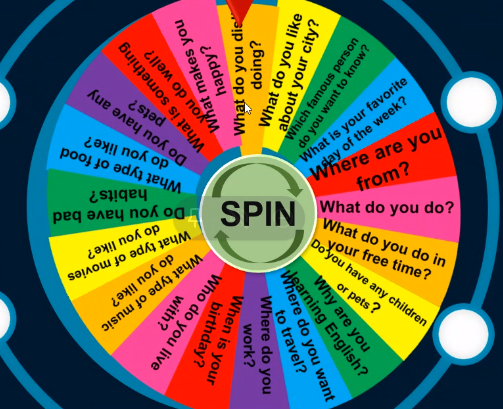 What do you dis
doing?
What do you like
about your city?
Which famous person
do you want to know?
What is your favorite
day of the week?
Where are you
from?
What do you do?
What do you do in
your free time?
Do you have any children
or pets?
Why are you
learning English?
Where do you want
to travel?
Where do you
work?
When is your
birthday?
Who do you live
with?
What type of music
do you like?
What type of movies
do you like?
Do you have bad
habits?
What type of food
do you like?
Do you have any
pets?
What is something
you do well?
What makes you
happy?
SPIN